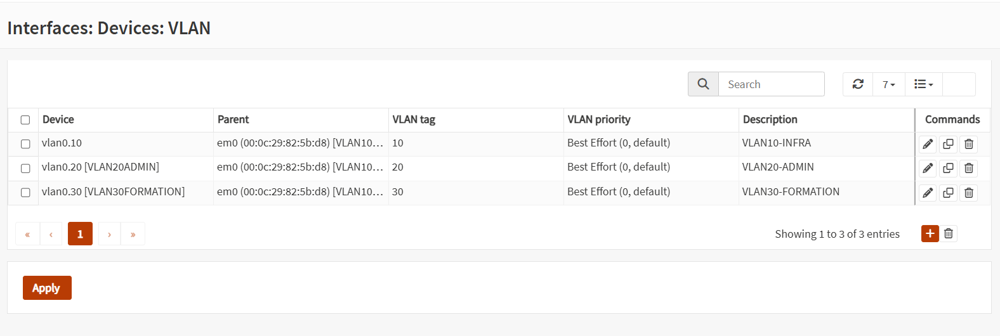 Interfaces: Devices: VLAN
Search
7
Device Parent VLAN tag VLAN priority Description Commands
vlan0.10 em0 (00:0c:29:82:5b:d8) [VLAN10... 10 Best Effort (0, default) VLAN10-INFRA
vlan0.20 [VLAN20ADMIN] em0 (00:0c:29:82:5b:d8) [VLAN10... 20 Best Effort (0, default) VLAN20-ADMIN
vlan0.30 [VLAN30FORMATION] em0 (00:0c:29:82:5b:d8) [VLAN10... 30 Best Effort (0, default) VLAN30-FORMATION
« ‹ 1 › » Showing 1 to 3 of 3 entries
Apply